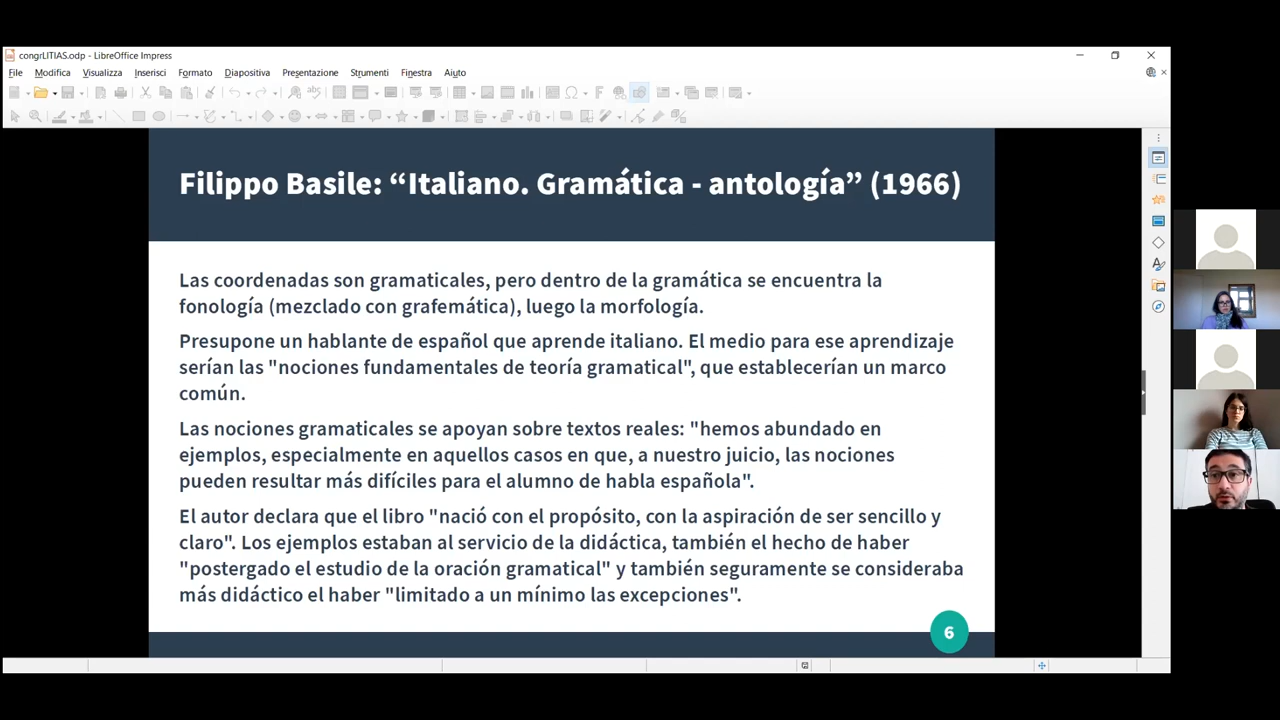 congrLITIAS.odp - LibreOffice Impress
File Modifica Visualizza Inserisci Formato Diapositiva Presentazione Strumenti Finestra Aiuto
Filippo Basile: “Italiano. Gramática - antología” (1966)
Las coordenadas son gramaticales, pero dentro de la gramática se encuentra la
fonología (mezclado con grafemática), luego la morfología.
Presupone un hablante de español que aprende italiano. El medio para ese aprendizaje
serían las "nociones fundamentales de teoría gramatical", que establecerían un marco
común.
Las nociones gramaticales se apoyan sobre textos reales: "hemos abundado en
ejemplos, especialmente en aquellos casos en que, a nuestro juicio, las nociones
pueden resultar más difíciles para el alumno de habla española".
El autor declara que el libro "nació con el propósito, con la aspiración de ser sencillo y
claro". Los ejemplos estaban al servicio de la didáctica, también el hecho de haber
"postergado el estudio de la oración gramatical" y también seguramente se consideraba
más didáctico el haber "limitado a un mínimo las excepciones".
6